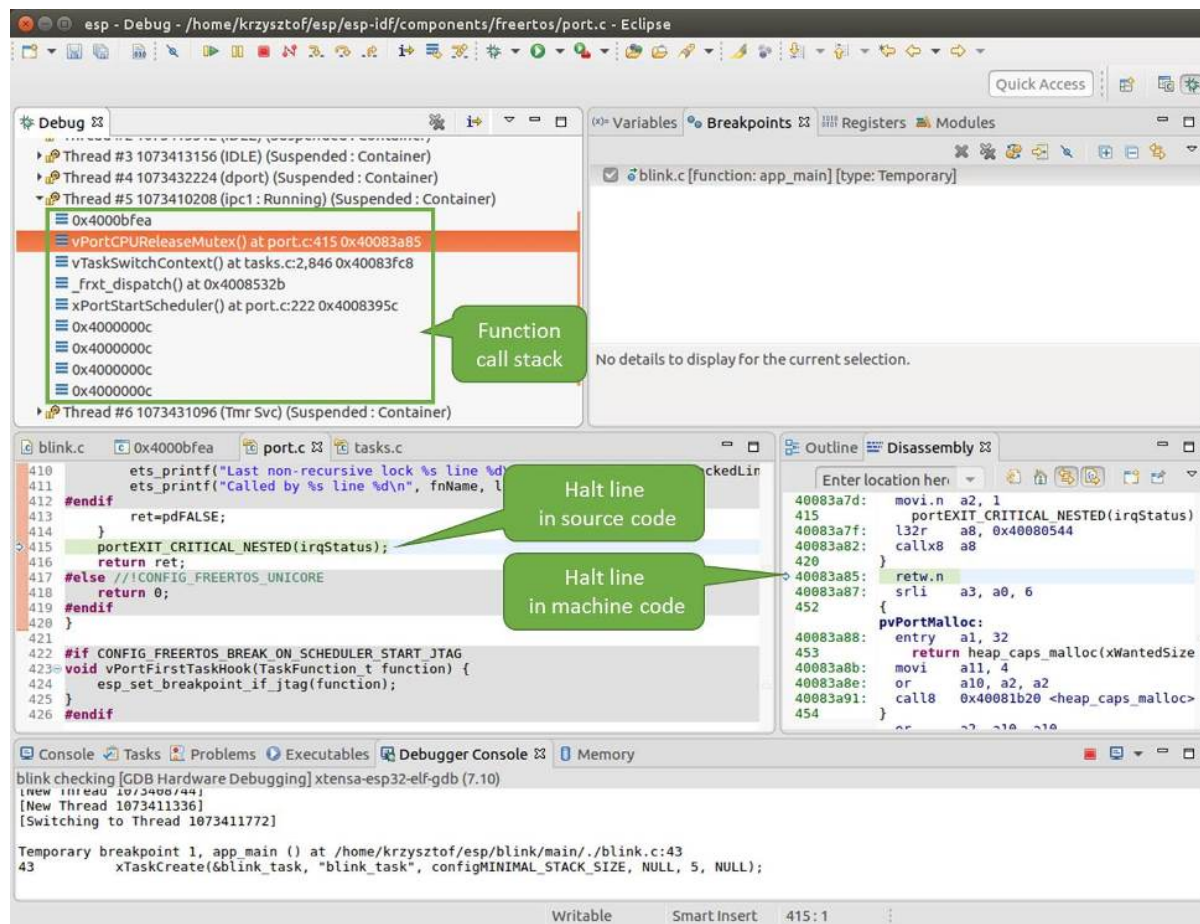 esp - Debug - /home/krzysztof/esp/esp-idf/components/freertos/port.c - Eclipse
Quick Access
Debug
Thread #3 1073413156 (IDLE) (Suspended : Container)
Thread #4 1073432224 (dport) (Suspended : Container)
Thread #5 1073410208 (ipc1 : Running) (Suspended : Container)
0x4000bfea
vPortCPUReleaseMutex() at port.c:415 0x40083a85
vTaskSwitchContext() at tasks.c:2,846 0x40083fc8
_frxt_dispatch() at 0x4008532b
xPortStartScheduler() at port.c:222 0x4008395c
0x4000000c
0x4000000c
0x4000000c
0x4000000c
Thread #6 1073431096 (Tmr Svc) (Suspended : Container)
Function
call stack
(x)= Variables Breakpoints Registers Modules
blink.c [function: app_main] [type: Temporary]
No details to display for the current selection.
blink.c 0x4000bfea port.c tasks.c
410 ets_printf("Last non-recursive lock %s line %d
411 ets_printf("Called by %s line %d\n", fnName, l
412 #endif
413 ret=pdFALSE;
414 }
415 portEXIT_CRITICAL_NESTED(irqStatus);
416 return ret;
417 #else //!CONFIG_FREERTOS_UNICORE
418 return 0;
419 #endif
420 }
421
422 #if CONFIG_FREERTOS_BREAK_ON_SCHEDULER_START_JTAG
423 void vPortFirstTaskHook(TaskFunction_t function) {
424 esp_set_breakpoint_if_jtag(function);
425 }
426 #endif
Halt line
in source code
Halt line
in machine code
Outline Disassembly
Enter location her
40083a7d: movi.n a2, 1
415 portEXIT_CRITICAL_NESTED(irqStatus)
40083a7f: l32r a8, 0x40080544
40083a82: callx8 a8
420 }
40083a85: retw.n
40083a87: srli a3, a0, 6
452 {
pvPortMalloc:
40083a88: entry a1, 32
453 return heap_caps_malloc(xWantedSize
40083a8b: movi a11, 4
40083a8e: or a10, a2, a2
40083a91: call8 0x40081b20 <heap_caps_malloc>
454 }
Console Tasks Problems Executables Debugger Console Memory
blink checking [GDB Hardware Debugging] xtensa-esp32-elf-gdb (7.10)
[New Thread 1073408744]
[New Thread 1073411336]
[Switching to Thread 1073411772]
Temporary breakpoint 1, app_main () at /home/krzysztof/esp/blink/main/./blink.c:43
43 xTaskCreate(&blink_task, "blink_task", configMINIMAL_STACK_SIZE, NULL, 5, NULL);
Writable Smart Insert 415 : 1